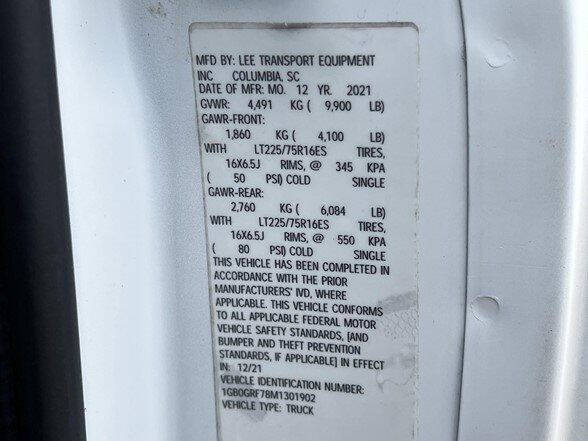 MFD BY: LEE TRANSPORT EQUIPMENT
INC COLUMBIA, SC
DATE OF MFR: MO. 12 YR. 2021
GVWR: 4,491 KG ( 9,900 LB)
GAWR-FRONT:
1,860 KG ( 4,100 LB)
WITH LT225/75R16ES TIRES,
16X6.5J RIMS, @ 345 KPA
( 50 PSI) COLD SINGLE
GAWR-REAR:
2,760 KG ( 6,084 LB)
WITH LT225/75R16ES TIRES,
16X6.5J RIMS, @ 550 KPA
( 80 PSI) COLD SINGLE
THIS VEHICLE HAS BEEN COMPLETED IN
ACCORDANCE WITH THE PRIOR
MANUFACTURERS' IVD, WHERE
APPLICABLE. THIS VEHICLE CONFORMS
TO ALL APPLICABLE FEDERAL MOTOR
VEHICLE SAFETY STANDARDS, [AND
BUMPER AND THEFT PREVENTION
STANDARDS, IF APPLICABLE] IN EFFECT
IN: 12/21
VEHICLE IDENTIFICATION NUMBER:
1GB0GRF78M1301902
VEHICLE TYPE: TRUCK